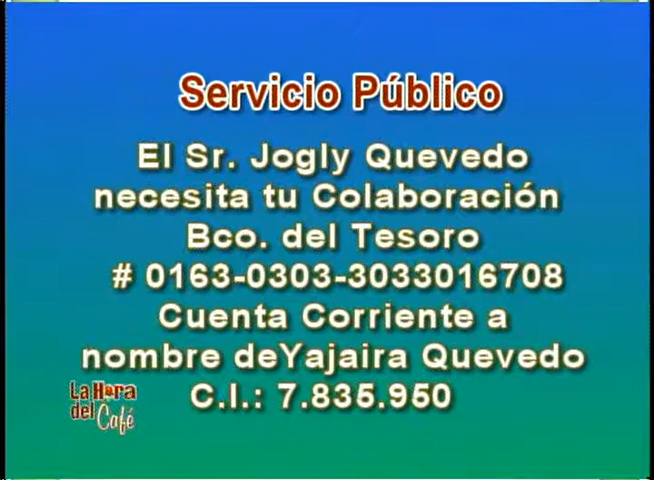 Servicio Público
El Sr. Jogly Quevedo
necesita tu Colaboración
Bco. del Tesoro
# 0163-0303-3033016708
Cuenta Corriente a
nombre deYajaira Quevedo
C.I.: 7.835.950
La Hora
del Café